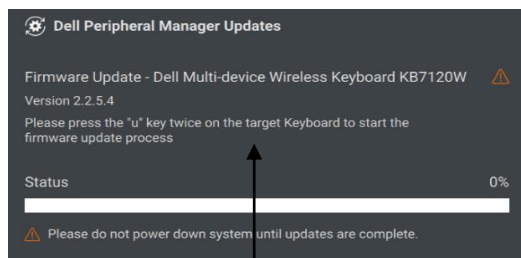 Dell Peripheral Manager Updates
Firmware Update - Dell Multi-device Wireless Keyboard KB7120W
Version 2.2.5.4
Please press the "u" key twice on the target Keyboard to start the
firmware update process
Status 0%
Please do not power down system until updates are complete.